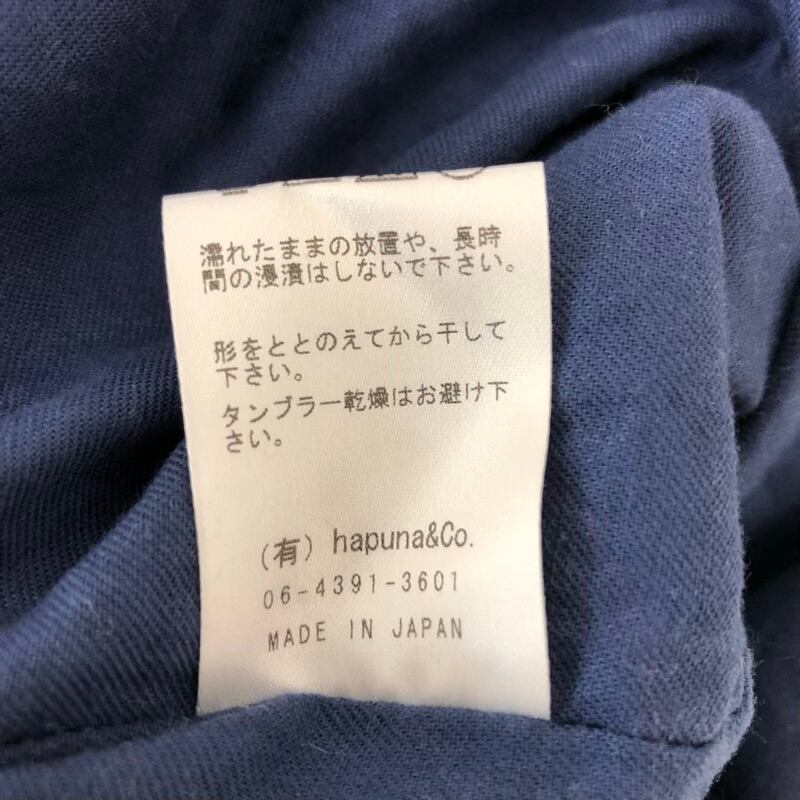 濡れたままの放置や、長時
間の浸漬はしないで下さい。
形をととのえてから干して
下さい。
タンブラー乾燥はお避け下
さい。
(有) hapuna&Co.
06-4391-3601
MADE IN JAPAN